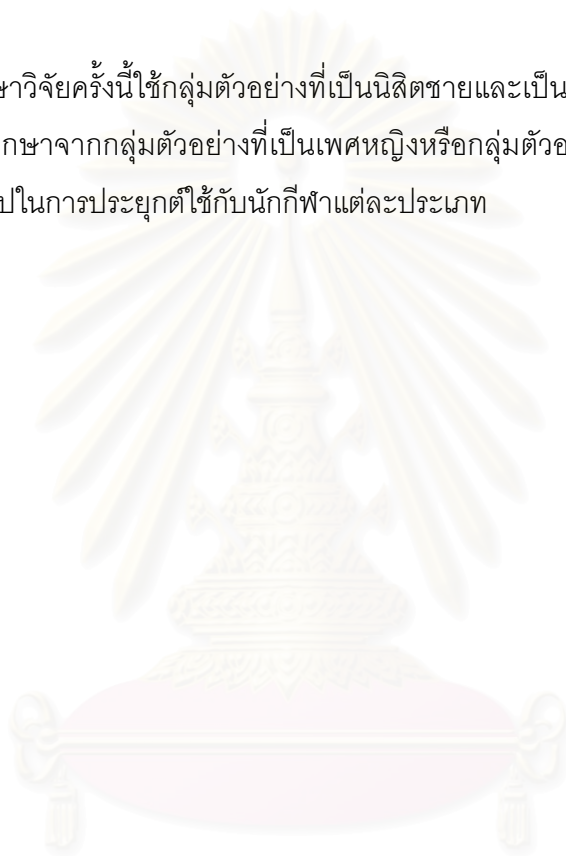 ษาวิจัยครั้งนี้ใช้กลุ่มตัวอย่างที่เป็นนิสิตชายและเป็น
กษาจากกลุ่มตัวอย่างที่เป็นเพศหญิงหรือกลุ่มตัวอ
ปในการประยุกต์ใช้กับนักกีฬาแต่ละประเภท